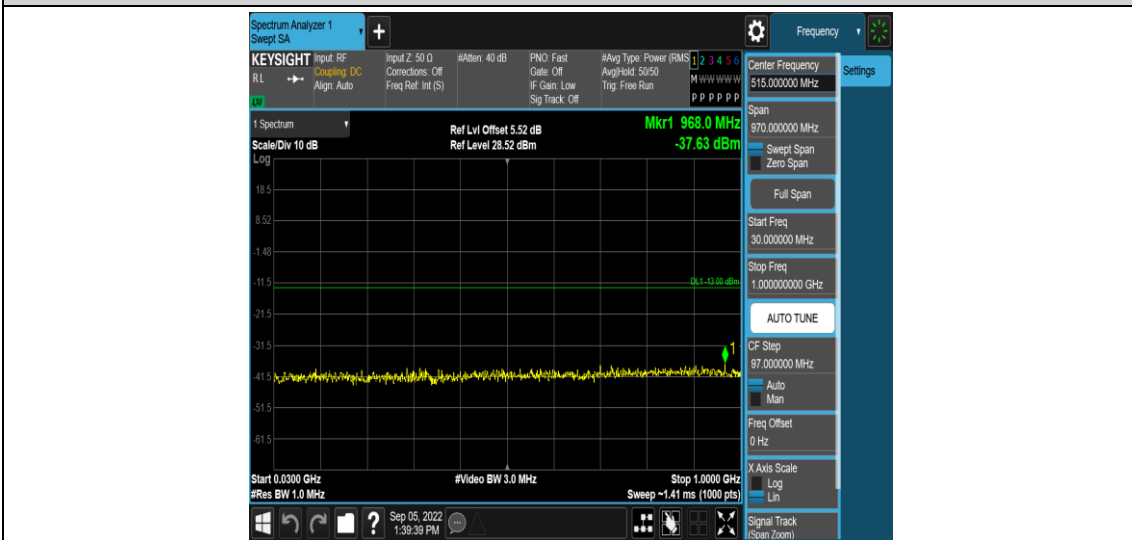 Spectrum Analyzer 1
Swept SA
+
Frequency
KEYSIGHT
RL
LXI
Input: RF
Coupling: DC
Align: Auto
Input Z: 50 Ω
Corrections: Off
Freq Ref: Int (S)
#Atten: 40 dB
PNO: Fast
Gate: Off
IF Gain: Low
Sig Track: Off
#Avg Type: Power (RMS
Avg|Hold: 50/50
Trig: Free Run
1 2 3 4 5 6
M W W W W W
P P P P P P
1 Spectrum
Scale/Div 10 dB
Log
Ref Lvl Offset 5.52 dB
Ref Level 28.52 dBm
Mkr1 968.0 MHz
-37.63 dBm
18.5
8.52
-1.48
-11.5
DL1 -13.00 dBm
-21.5
-31.5
1
-41.5
-51.5
-61.5
Start 0.0300 GHz
#Res BW 1.0 MHz
#Video BW 3.0 MHz
Stop 1.0000 GHz
Sweep ~1.41 ms (1000 pts)
?
Sep 05, 2022
1:39:39 PM
Center Frequency
515.000000 MHz
Settings
Span
970.000000 MHz
Swept Span
Zero Span
Full Span
Start Freq
30.000000 MHz
Stop Freq
1.000000000 GHz
AUTO TUNE
CF Step
97.000000 MHz
Auto
Man
Freq Offset
0 Hz
X Axis Scale
Log
Lin
Signal Track
(Span Zoom)